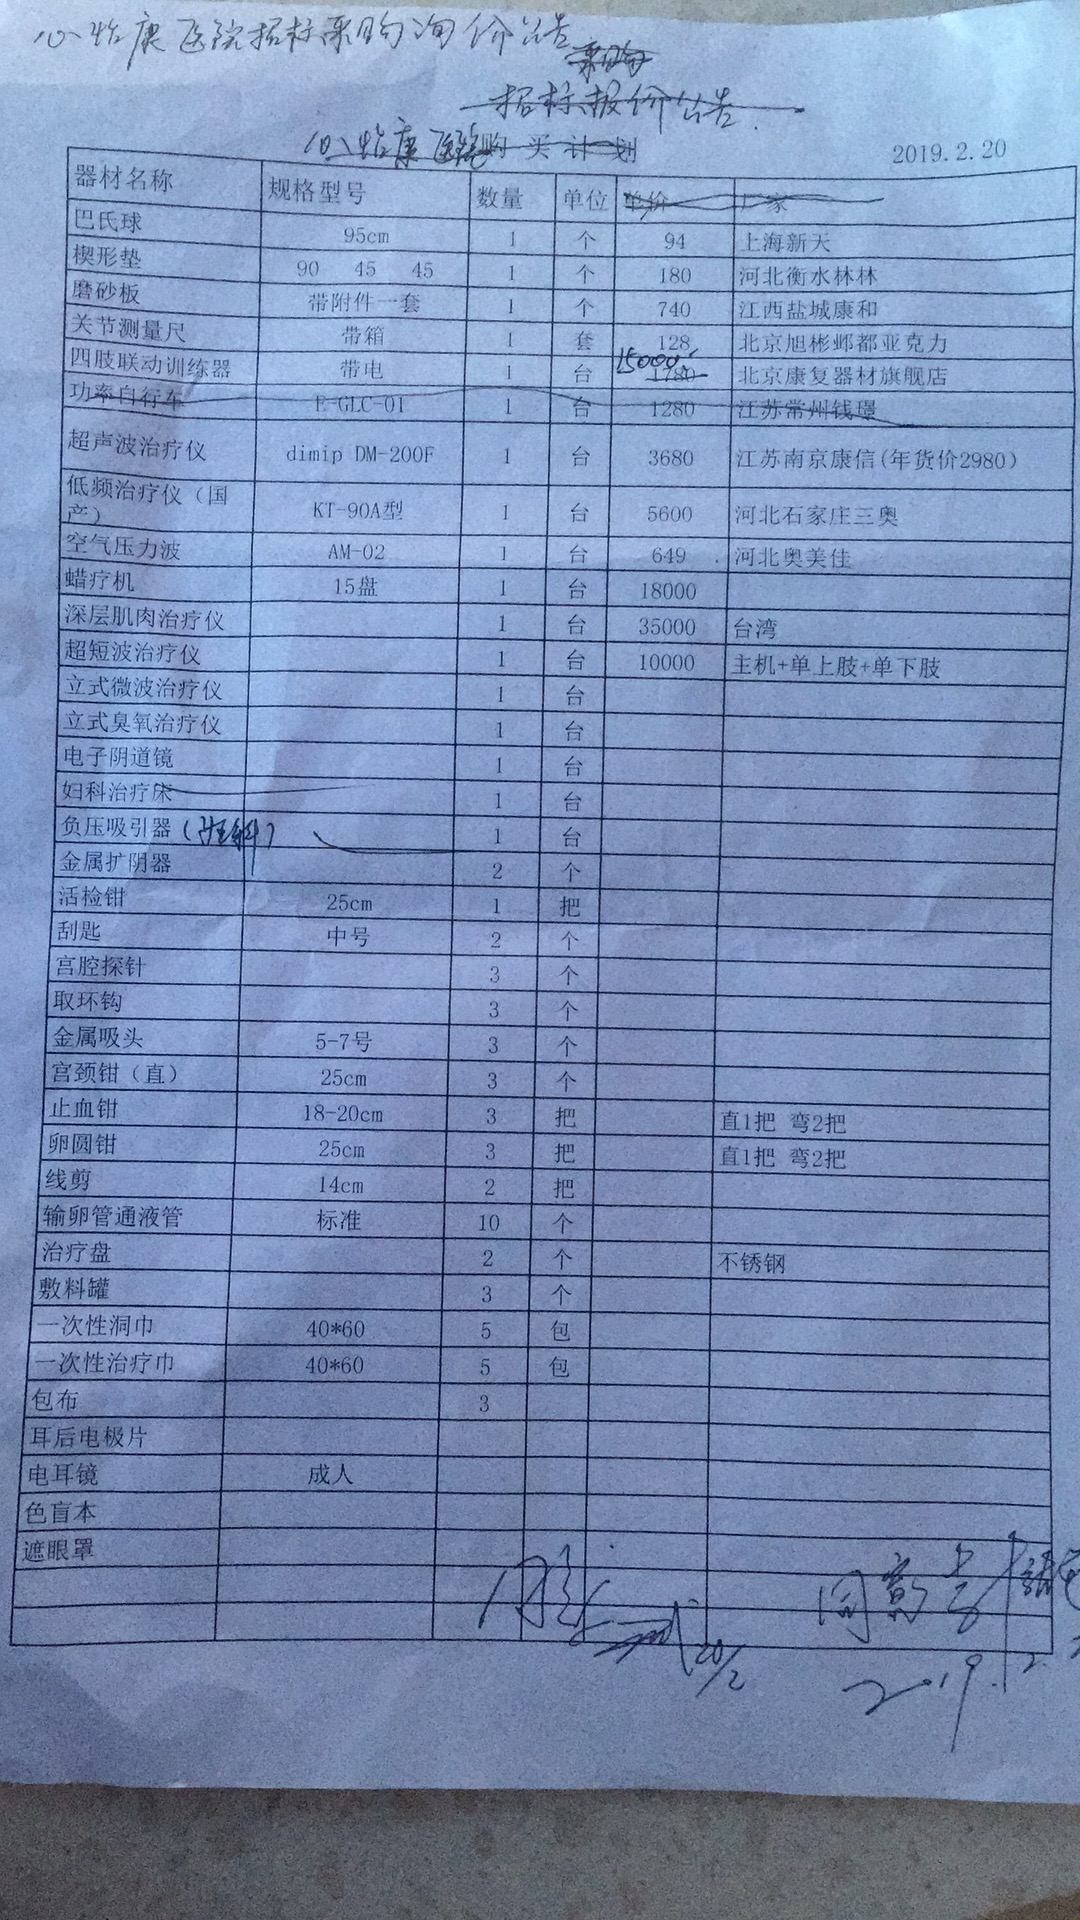 心怡康医院招标采购询价公告
采购
招标报价公告
心怡康医院购买计划 2019.2.20
器材名称 规格型号 数量 单位 单价 厂家
巴氏球 95cm 1 个 94 上海新天
楔形垫 90 45 45 1 个 180 河北衡水林林
磨砂板 带附件一套 1 个 740 江西盐城康和
关节测量尺 带箱 1 套 128 北京旭彬邺都亚克力
四肢联动训练器 带电 1 台 15000 1780 北京康复器材旗舰店
功率自行车 E-GLC-01 1 台 1280 江苏常州钱璟
超声波治疗仪 dimip DM-200F 1 台 3680 江苏南京康信(年货价2980)
低频治疗仪（国
产） KT-90A型 1 台 5600 河北石家庄三奥
空气压力波 AM-02 1 台 649 河北奥美佳
蜡疗机 15盘 1 台 18000
深层肌肉治疗仪 1 台 35000 台湾
超短波治疗仪 1 台 10000 主机+单上肢+单下肢
立式微波治疗仪 1 台
立式臭氧治疗仪 1 台
电子阴道镜 1 台
妇科治疗床 1 台
负压吸引器 1 台
金属扩阴器 2 个
活检钳 25cm 1 把
刮匙 中号 2 个
宫腔探针 3 个
取环钩 3 个
金属吸头 5-7号 3 个
宫颈钳（直） 25cm 3 个
止血钳 18-20cm 3 把 直1把 弯2把
卵圆钳 25cm 3 把 直1把 弯2把
线剪 14cm 2 把
输卵管通液管 标准 10 个
治疗盘 2 个 不锈钢
敷料罐 3 个
一次性洞巾 40*60 5 包
一次性治疗巾 40*60 5 包
包布 3
耳后电极片
电耳镜 成人
色盲本
遮眼罩
20/2
2019.2.